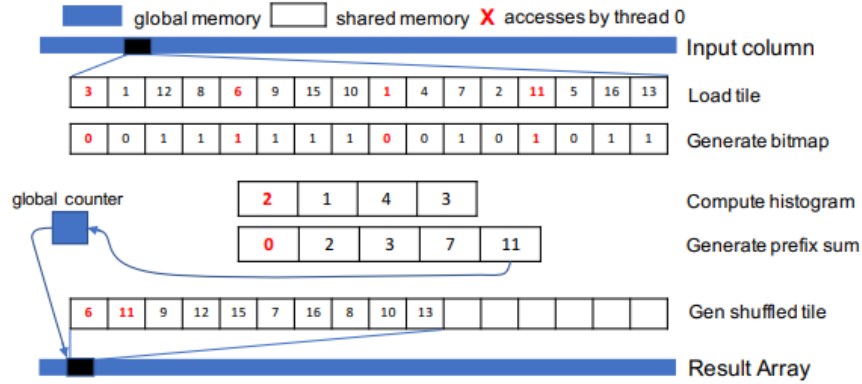 global memory shared memory X accesses by thread 0
Input column
3 1 12 8 6 9 15 10 1 4 7 2 11 5 16 13 Load tile
0 0 1 1 1 1 1 1 0 0 1 0 1 0 1 1 Generate bitmap
2 1 4 3 Compute histogram
global counter
0 2 3 7 11 Generate prefix sum
6 11 9 12 15 7 16 8 10 13 Gen shuffled tile
Result Array